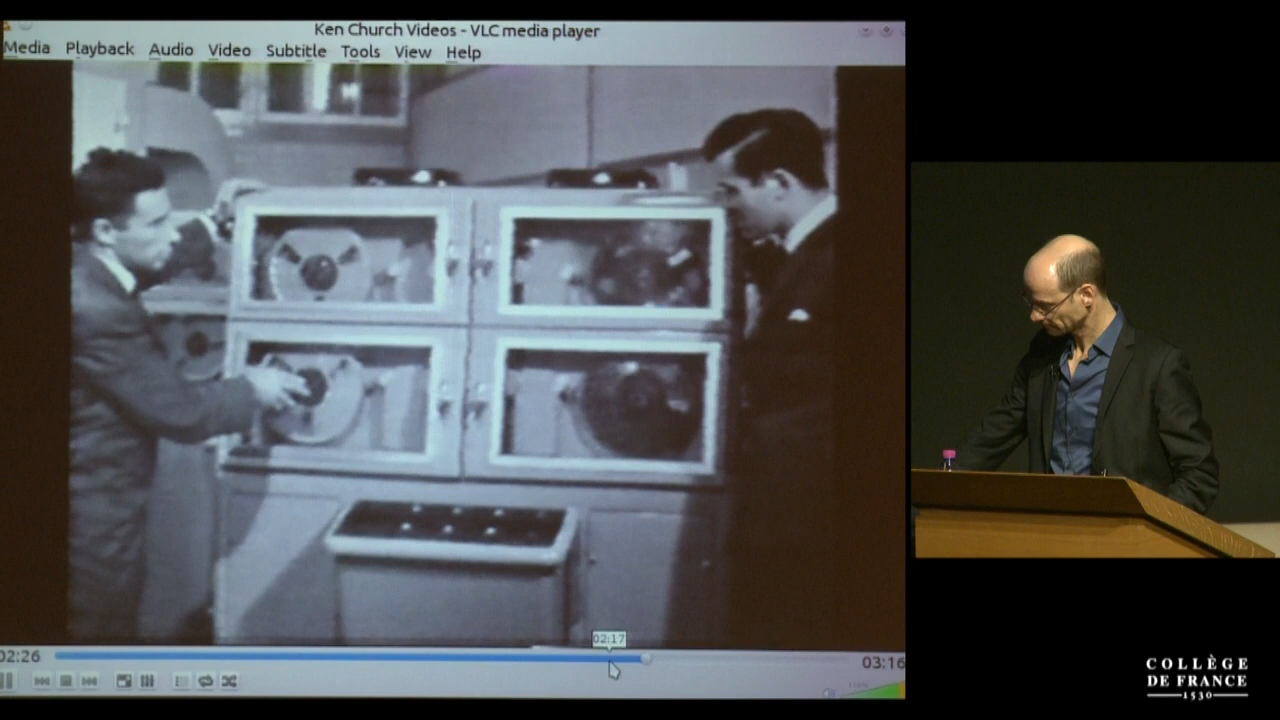 Ken Church Videos - VLC media player
Media Playback Audio Video Subtitle Tools View Help
02:17
02:26
03:16
COLLÈGE
DE FRANCE
1530